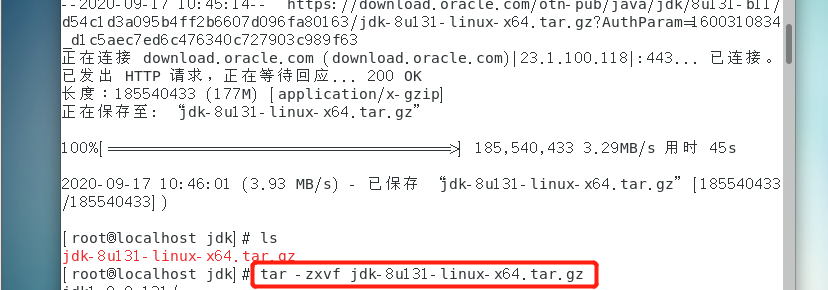 --2020-09-17 10:45:14-- https://download.oracle.com/otn-pub/java/jdk/8u131-b11/
d54c1d3a095b4ff2b6607d096fa80163/jdk-8u131-linux-x64.tar.gz?AuthParam=1600310834
_d1c5aec7ed6c476340c727903c989f63
正在连接 download.oracle.com (download.oracle.com)|23.1.100.118|:443... 已连接。
已发出 HTTP 请求，正在等待回应... 200 OK
长度：185540433 (177M) [application/x-gzip]
正在保存至: “jdk-8u131-linux-x64.tar.gz”
100%[======================================>] 185,540,433 3.29MB/s 用时 45s
2020-09-17 10:46:01 (3.93 MB/s) - 已保存 “jdk-8u131-linux-x64.tar.gz” [185540433
/185540433])
[root@localhost jdk]# ls
jdk-8u131-linux-x64.tar.gz
[root@localhost jdk]# tar -zxvf jdk-8u131-linux-x64.tar.gz
jdk1.8.0_131/